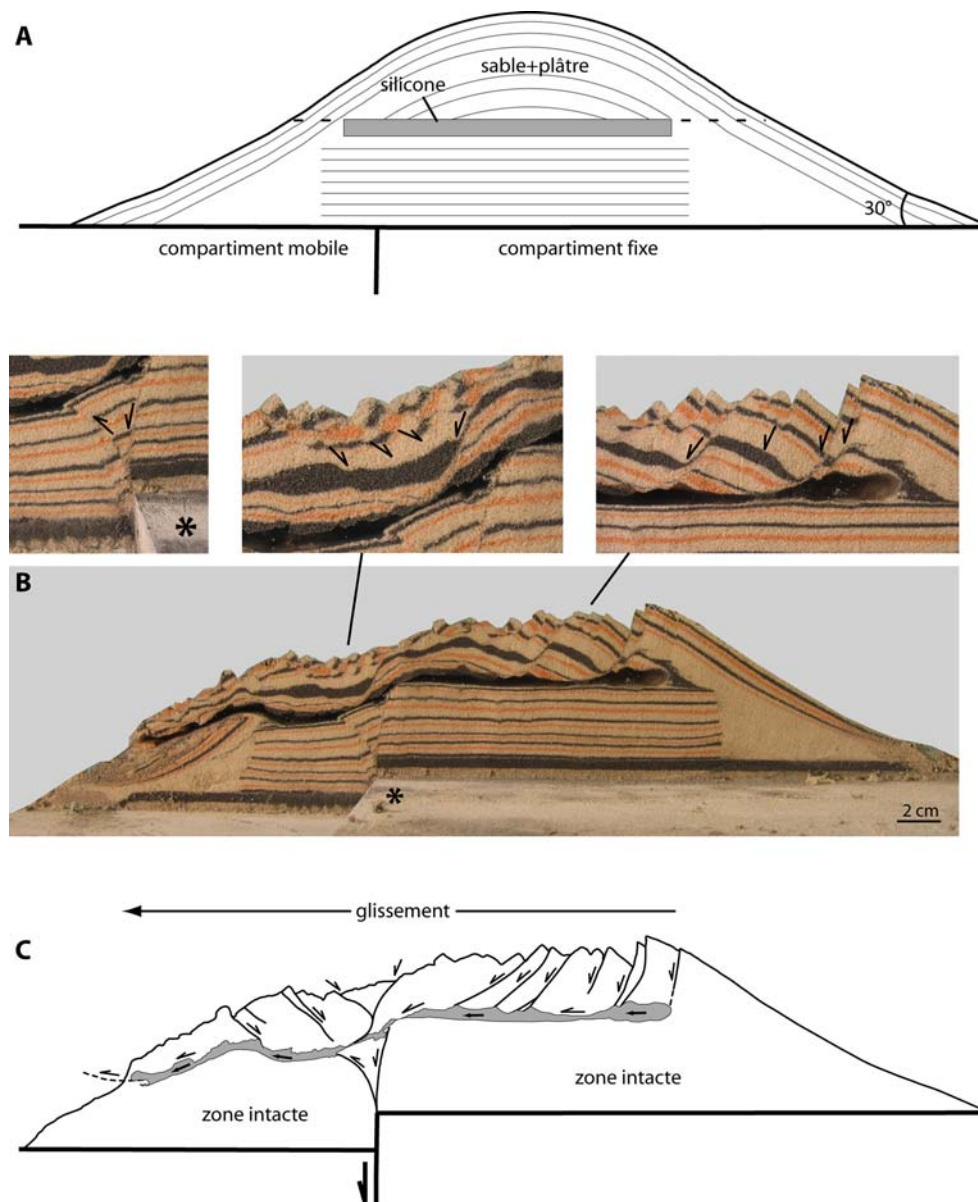 A
sable+plâtre
silicone
30°
compartiment mobile
compartiment fixe
*
B
*
2 cm
glissement
C
zone intacte
zone intacte